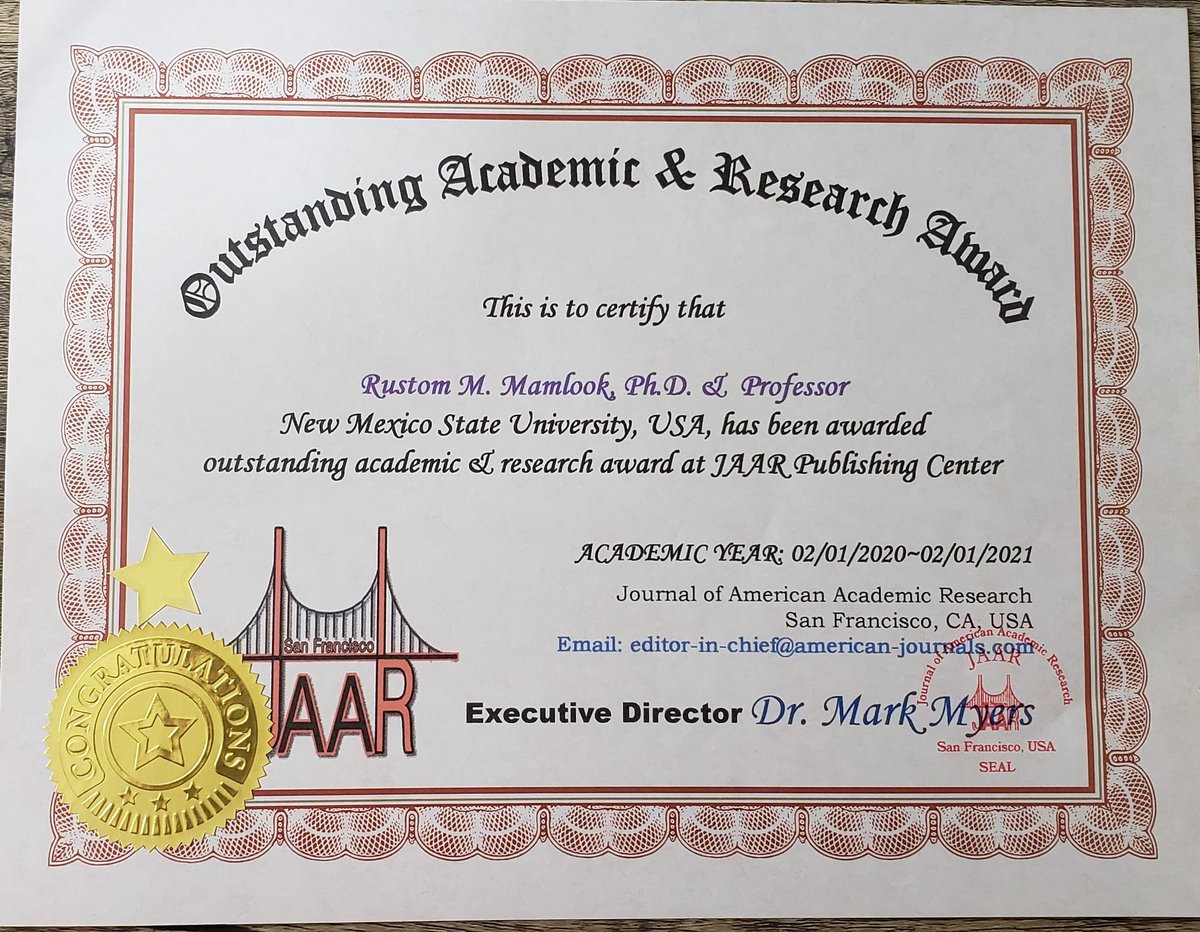 Outstanding Academic & Research Award
This is to certify that
Rustom M. Mamlook, Ph.D. & Professor
New Mexico State University, USA, has been awarded
outstanding academic & research award at JAAR Publishing Center
ACADEMIC YEAR: 02/01/2020~02/01/2021
Journal of American Academic Research
San Francisco, CA, USA
Email: editor-in-chief@american-journals.com
Executive Director Dr. Mark Myers
San Francisco
JAAR
CONGRATULATIONS
Journal of American Academic Research
JAAR
JAAR
San Francisco, USA
SEAL